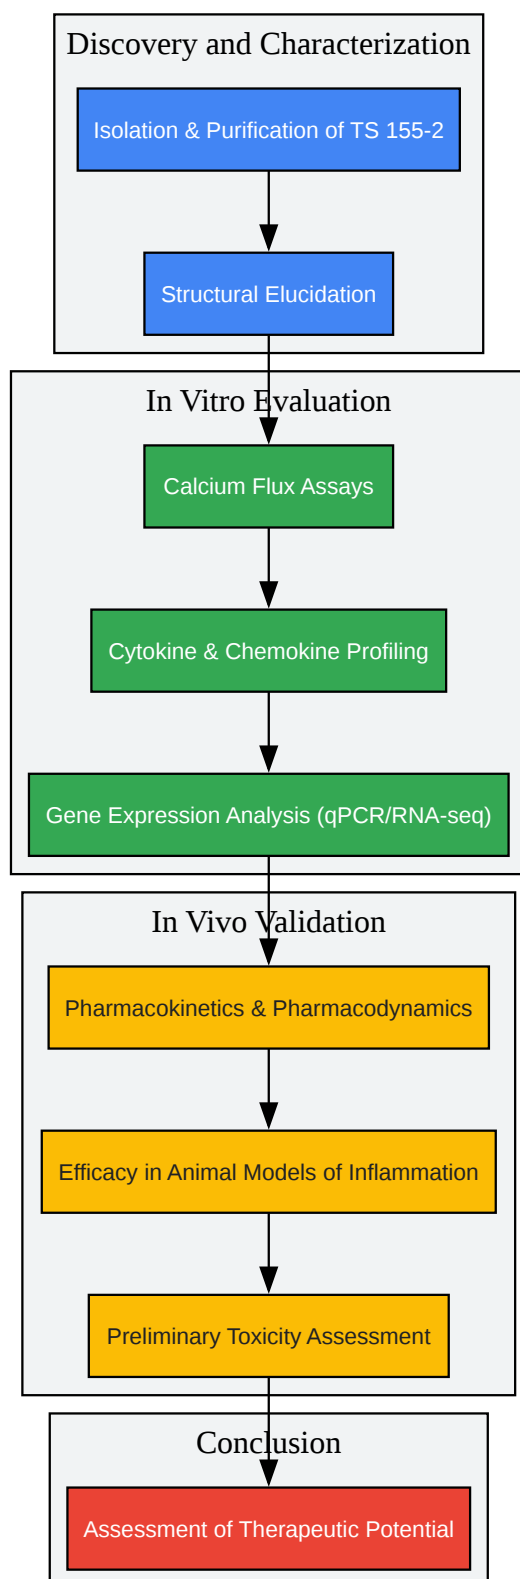 Discovery and Characterization
Isolation & Purification of TS 155-2
Structural Elucidation
In Vitro Evaluation
Calcium Flux Assays
Cytokine & Chemokine Profiling
Gene Expression Analysis (qPCR/RNA-seq)
In Vivo Validation
Pharmacokinetics & Pharmacodynamics
Efficacy in Animal Models of Inflammation
Preliminary Toxicity Assessment
Conclusion
Assessment of Therapeutic Potential